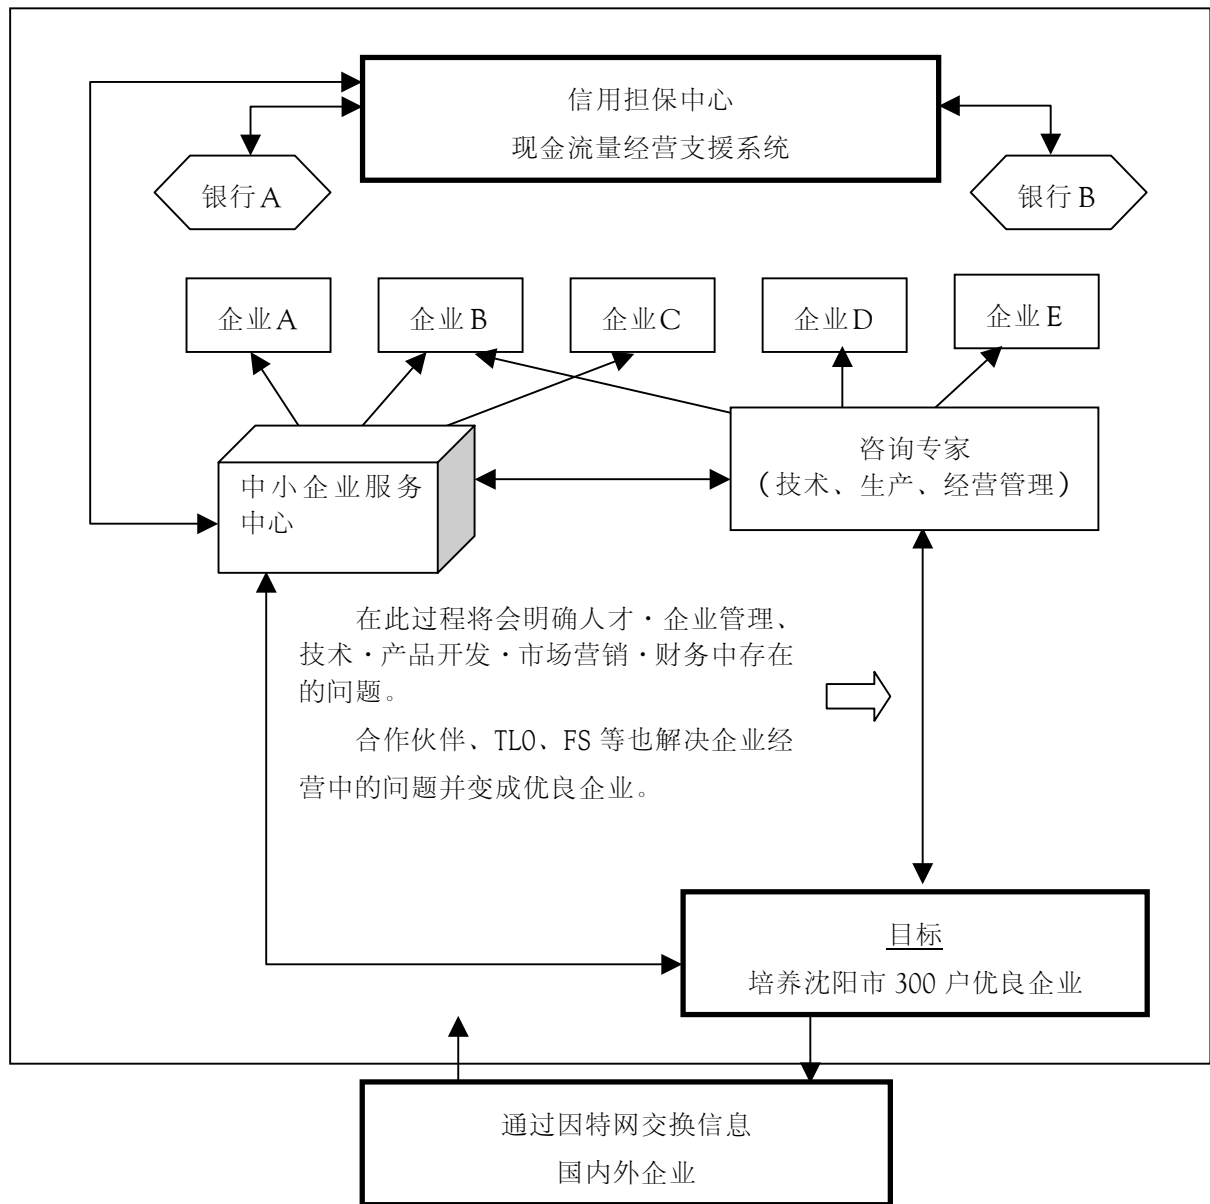 信用担保中心
现金流量经营支援系统
银行A
银行B
企业A
企业B
企业C
企业D
企业E
咨询专家
（技术、生产、经营管理）
中小企业服务
中心
在此过程将会明确人才·企业管理、
技术·产品开发·市场营销·财务中存在
的问题。
合作伙伴、TLO、FS 等也解决企业经
营中的问题并变成优良企业。
目标
培养沈阳市 300 户优良企业
通过因特网交换信息
国内外企业